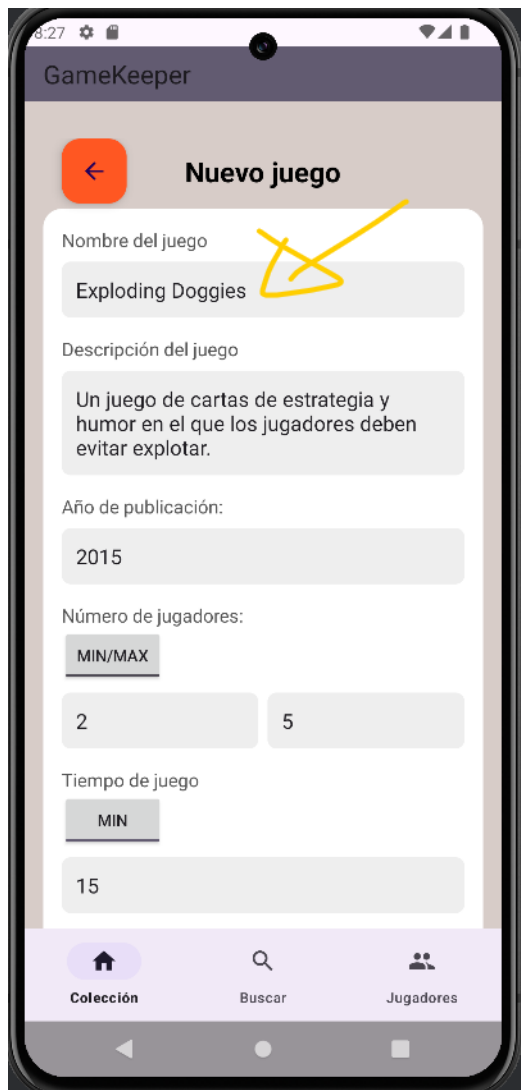 8:27
GameKeeper
Nuevo juego
Nombre del juego
Exploding Doggies
Descripción del juego
Un juego de cartas de estrategia y
humor en el que los jugadores deben
evitar explotar.
Año de publicación:
2015
Número de jugadores:
MIN/MAX
2 5
Tiempo de juego
MIN
15
Colección Buscar Jugadores